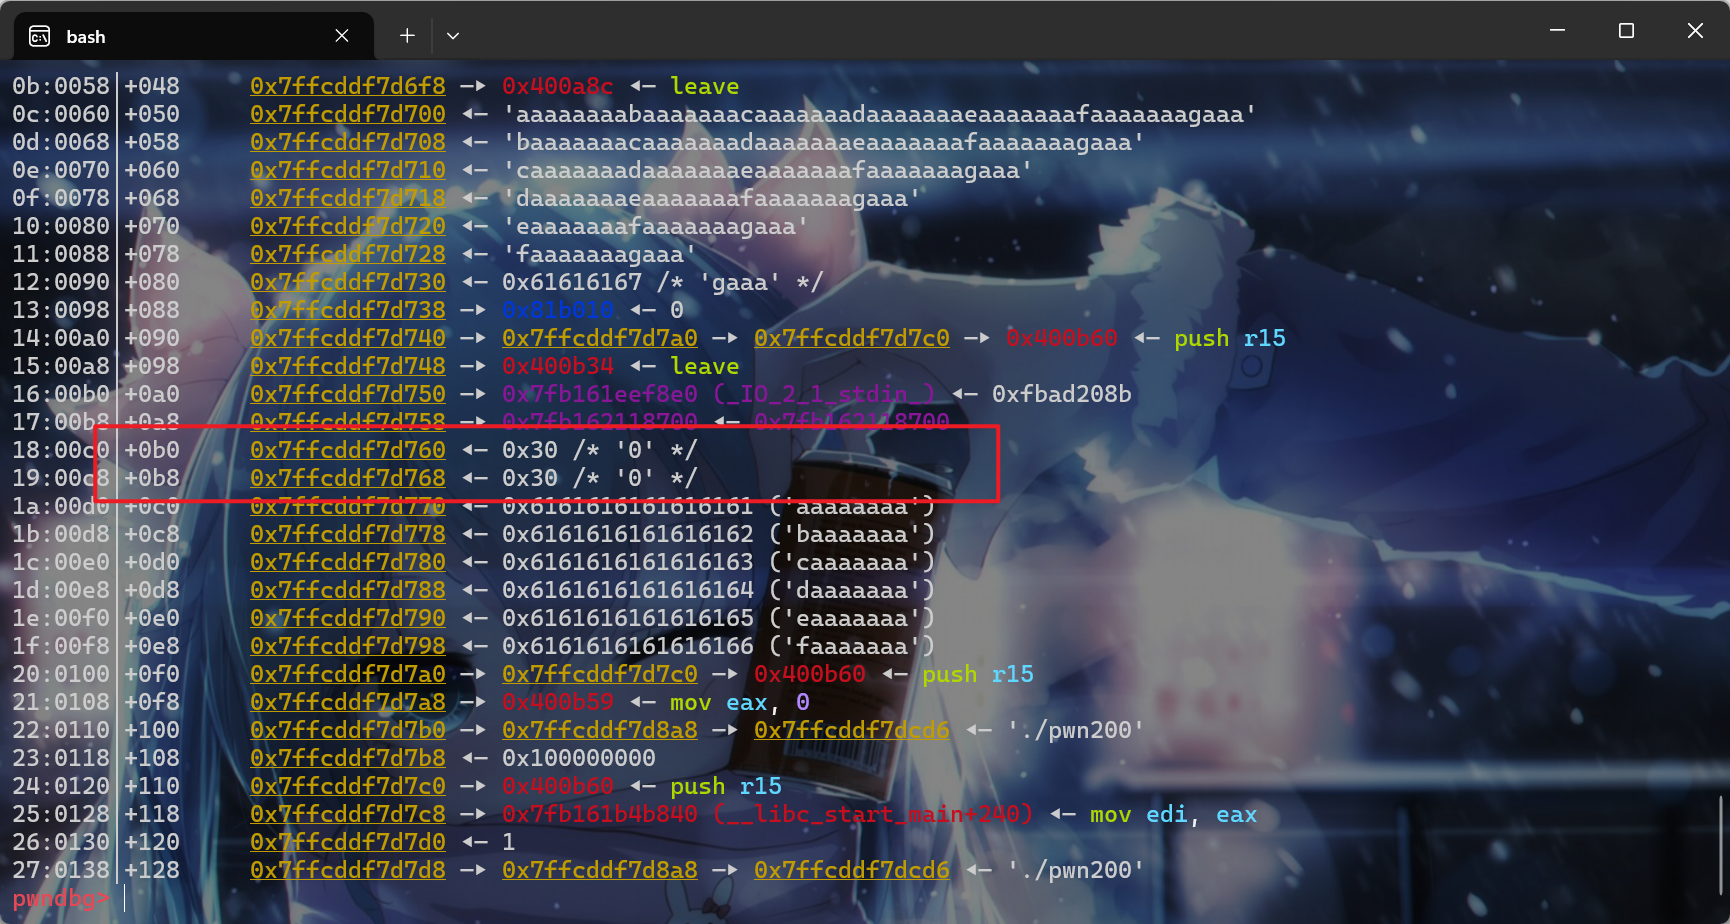 bash
0b:0058│+048     0x7ffcddf7d6f8 —▸ 0x400a8c ◂— leave
0c:0060│+050     0x7ffcddf7d700 ◂— 'aaaaaaaabaaaaaaacaaaaaaadaaaaaaaeaaaaaaafaaaaaaagaaa'
0d:0068│+058     0x7ffcddf7d708 ◂— 'baaaaaaacaaaaaaadaaaaaaaeaaaaaaafaaaaaaagaaa'
0e:0070│+060     0x7ffcddf7d710 ◂— 'caaaaaaadaaaaaaaeaaaaaaafaaaaaaagaaa'
0f:0078│+068     0x7ffcddf7d718 ◂— 'daaaaaaaeaaaaaaafaaaaaaagaaa'
10:0080│+070     0x7ffcddf7d720 ◂— 'eaaaaaaafaaaaaaagaaa'
11:0088│+078     0x7ffcddf7d728 ◂— 'faaaaaaagaaa'
12:0090│+080     0x7ffcddf7d730 ◂— 0x61616167 /* 'gaaa' */
13:0098│+088     0x7ffcddf7d738 —▸ 0x81b010 ◂— 0
14:00a0│+090     0x7ffcddf7d740 —▸ 0x7ffcddf7d7a0 —▸ 0x7ffcddf7d7c0 —▸ 0x400b60 ◂— push r15
15:00a8│+098     0x7ffcddf7d748 —▸ 0x400b34 ◂— leave
16:00b0│+0a0     0x7ffcddf7d750 —▸ 0x7fb161eef8e0 (_IO_2_1_stdin_) ◂— 0xfbad208b
17:00b8│+0a8     0x7ffcddf7d758 —▸ 0x7fb162118700 ◂— 0x7fb162118700
18:00c0│+0b0     0x7ffcddf7d760 ◂— 0x30 /* '0' */
19:00c8│+0b8     0x7ffcddf7d768 ◂— 0x30 /* '0' */
1a:00d0│+0c0     0x7ffcddf7d770 ◂— 0x6161616161616161 ('aaaaaaaa')
1b:00d8│+0c8     0x7ffcddf7d778 ◂— 0x6161616161616162 ('baaaaaaa')
1c:00e0│+0d0     0x7ffcddf7d780 ◂— 0x6161616161616163 ('caaaaaaa')
1d:00e8│+0d8     0x7ffcddf7d788 ◂— 0x6161616161616164 ('daaaaaaa')
1e:00f0│+0e0     0x7ffcddf7d790 ◂— 0x6161616161616165 ('eaaaaaaa')
1f:00f8│+0e8     0x7ffcddf7d798 ◂— 0x6161616161616166 ('faaaaaaa')
20:0100│+0f0     0x7ffcddf7d7a0 —▸ 0x7ffcddf7d7c0 —▸ 0x400b60 ◂— push r15
21:0108│+0f8     0x7ffcddf7d7a8 —▸ 0x400b59 ◂— mov eax, 0
22:0110│+100     0x7ffcddf7d7b0 —▸ 0x7ffcddf7d8a8 —▸ 0x7ffcddf7dcd6 ◂— './pwn200'
23:0118│+108     0x7ffcddf7d7b8 ◂— 0x100000000
24:0120│+110     0x7ffcddf7d7c0 —▸ 0x400b60 ◂— push r15
25:0128│+118     0x7ffcddf7d7c8 —▸ 0x7fb161b4b840 (__libc_start_main+240) ◂— mov edi, eax
26:0130│+120     0x7ffcddf7d7d0 ◂— 1
27:0138│+128     0x7ffcddf7d7d8 —▸ 0x7ffcddf7d8a8 —▸ 0x7ffcddf7dcd6 ◂— './pwn200'
pwndbg>